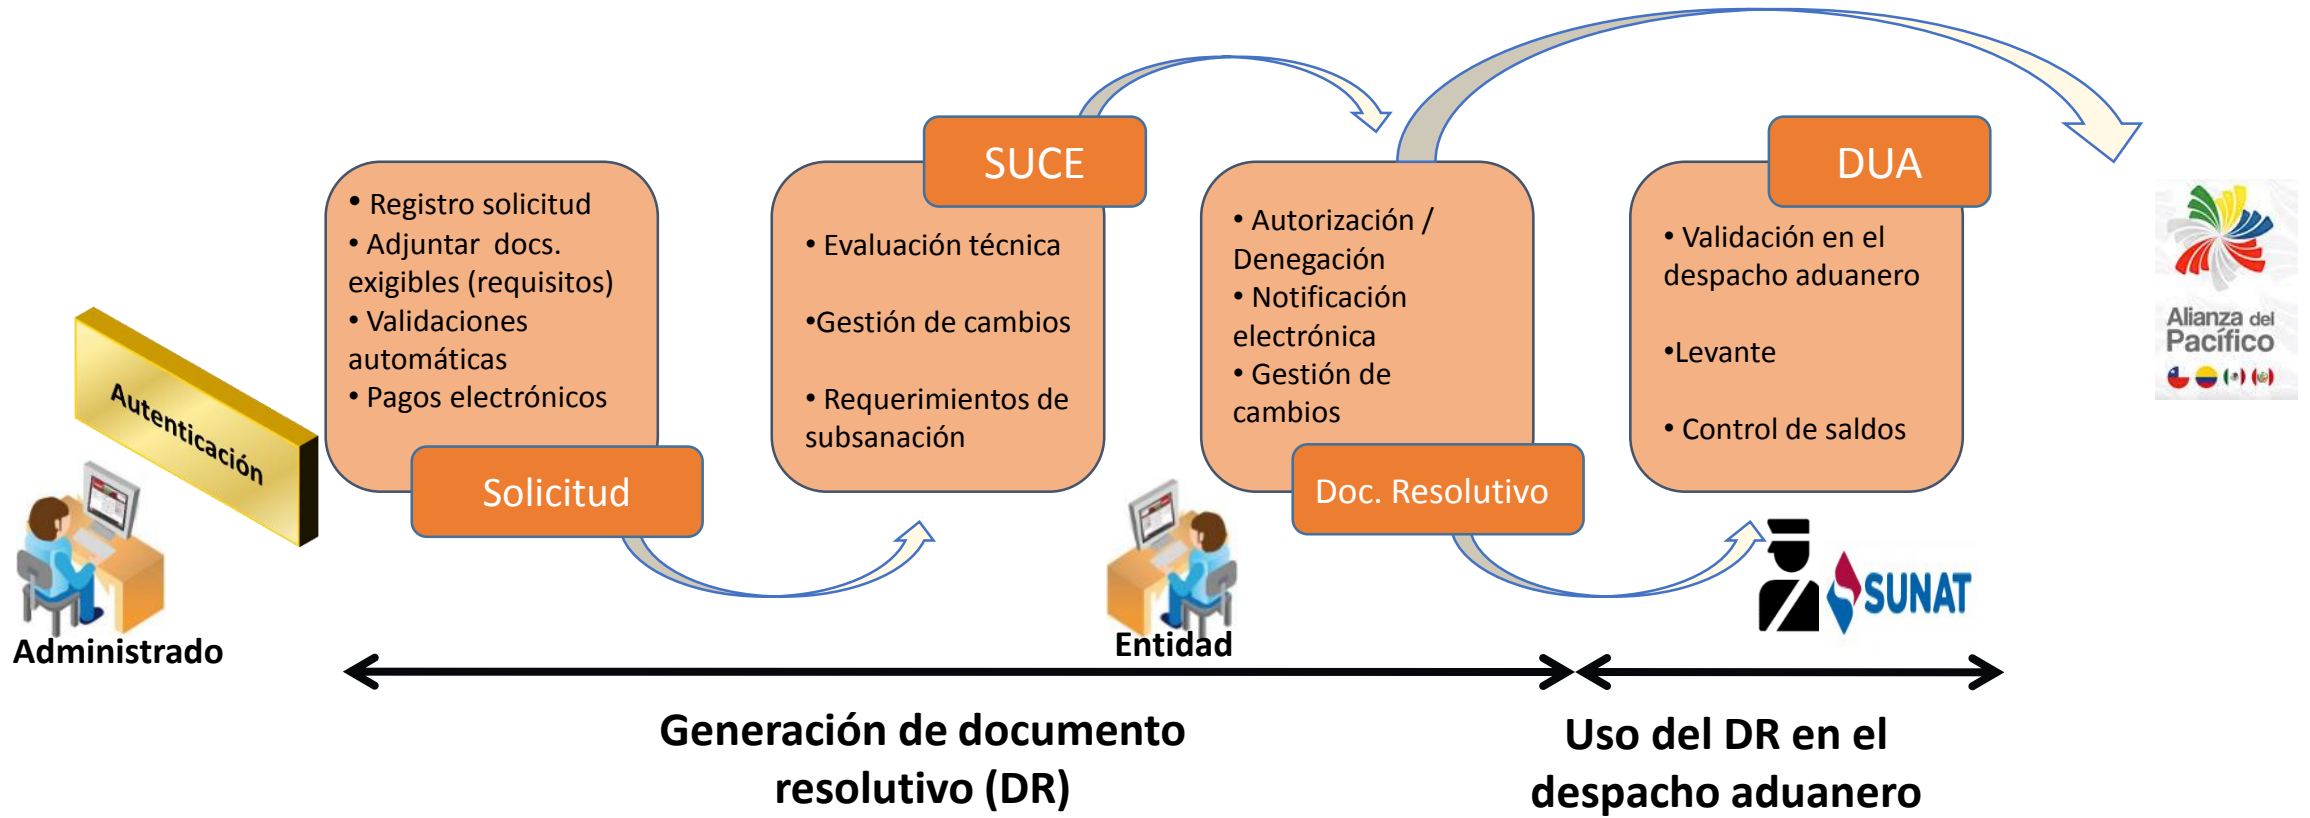 Autenticación
Administrado
• Registro solicitud
• Adjuntar docs.
exigibles (requisitos)
• Validaciones
automáticas
• Pagos electrónicos
Solicitud
SUCE
• Evaluación técnica
•Gestión de cambios
• Requerimientos de
subsanación
Entidad
• Autorización /
Denegación
• Notificación
electrónica
• Gestión de
cambios
Doc. Resolutivo
DUA
• Validación en el
despacho aduanero
•Levante
• Control de saldos
SUNAT
Alianza del
Pacífico
Generación de documento
resolutivo (DR)
Uso del DR en el
despacho aduanero